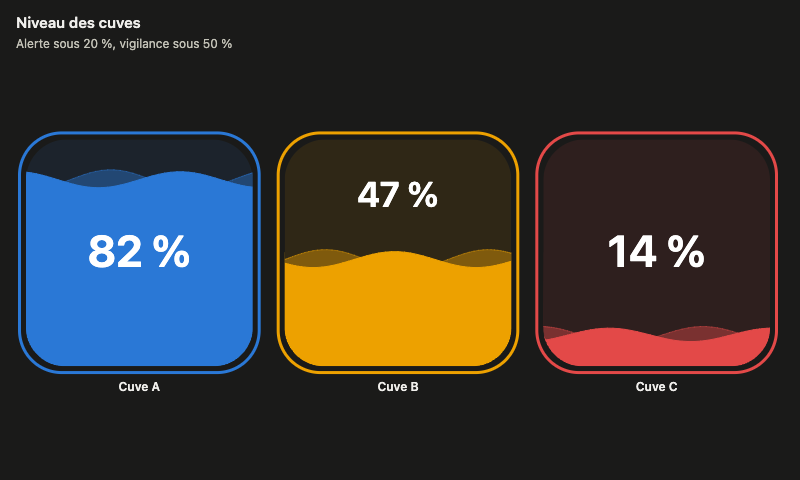 Niveau des cuves
Alerte sous 20 %, vigilance sous 50 %
82 %
47 %
14 %
Cuve A
Cuve B
Cuve C